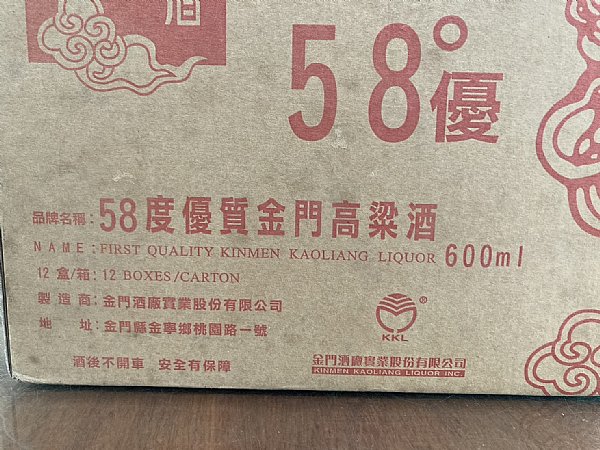 58°優
品牌名稱：58度優質金門高粱酒
NAME：FIRST QUALITY KINMEN KAOLIANG LIQUOR 600ml
12盒/箱：12 BOXES/CARTON
製造商：金門酒廠實業股份有限公司
地址：金門縣金寧鄉桃園路一號
KKL
®
酒後不開車 安全有保障
金門酒廠實業股份有限公司
KINMEN KAOLIANG LIQUOR INC.